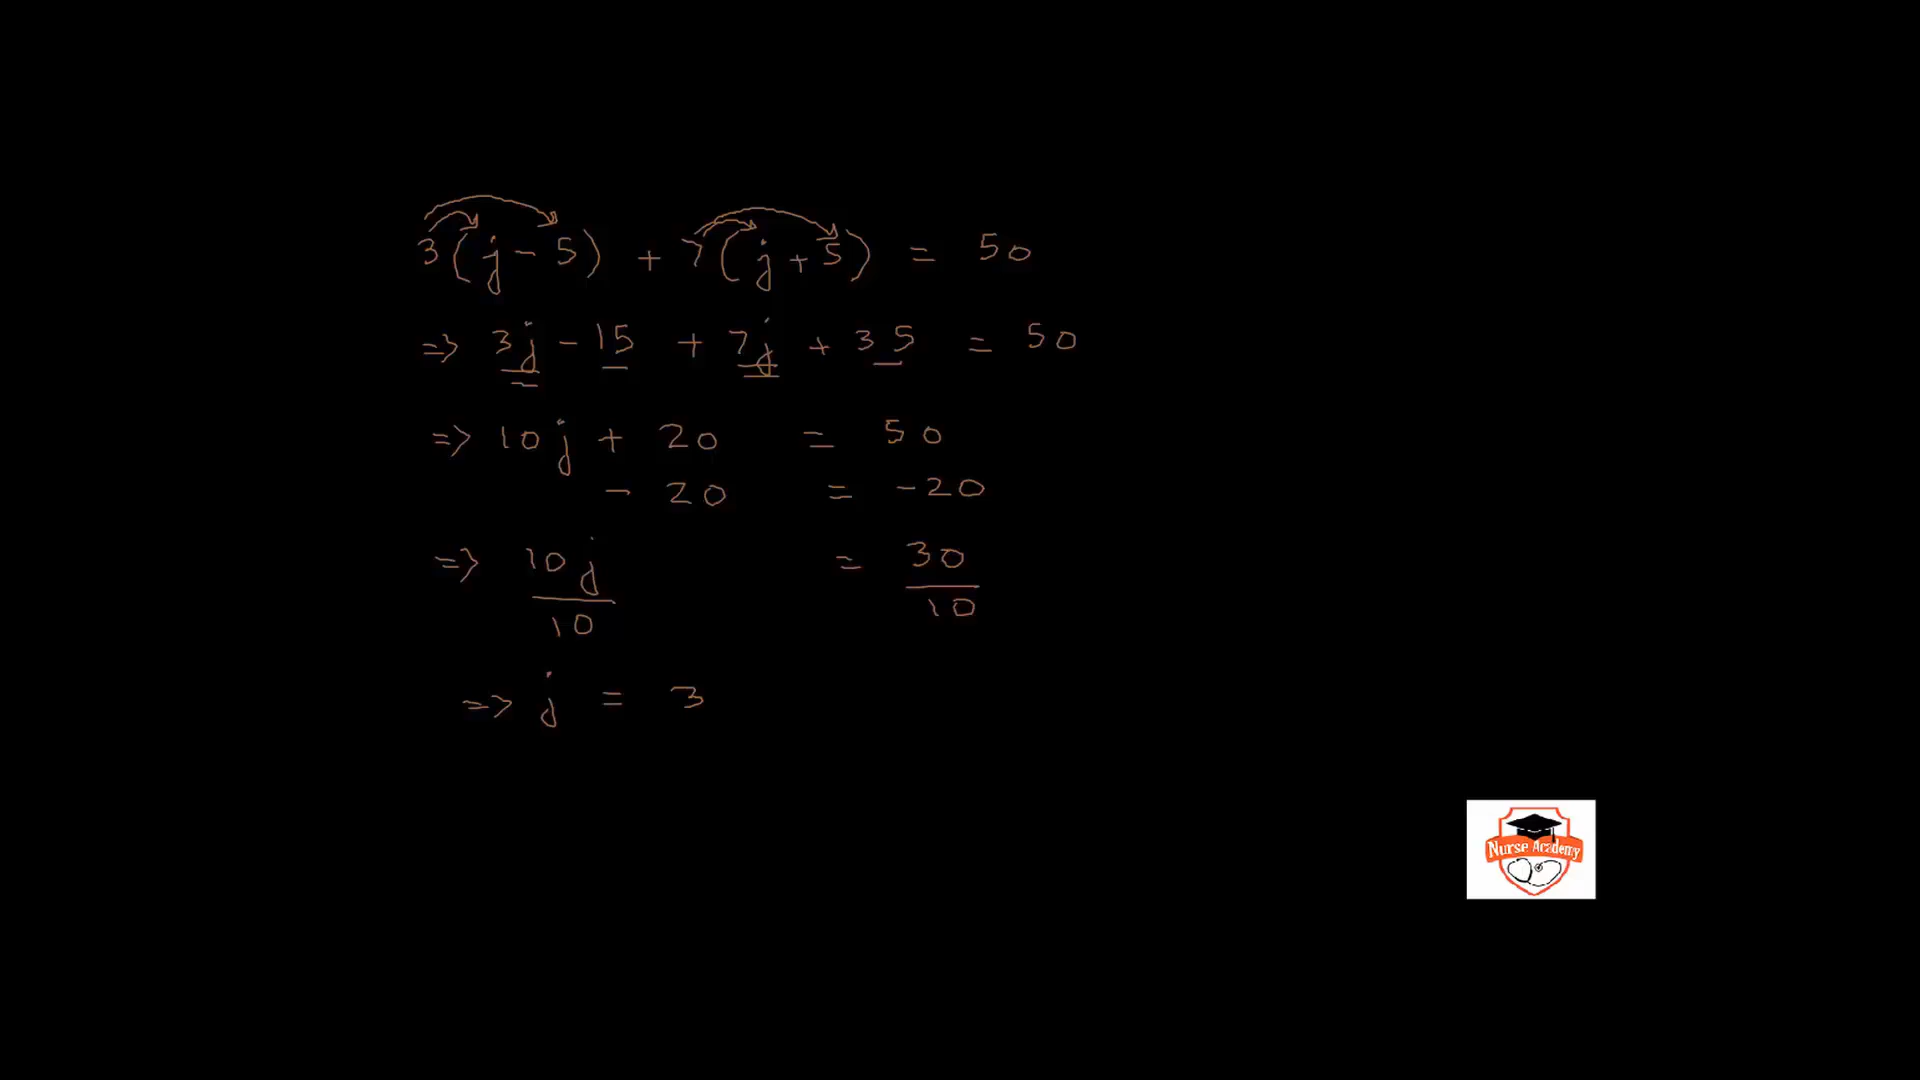 3(j - 5) + 7(j + 5) = 50
=> 3j - 15 + 7j + 35 = 50
=> 10j + 20 = 50
- 20 = -20
=> 10j = 30
10 10
=> j = 3
Nurse Academy